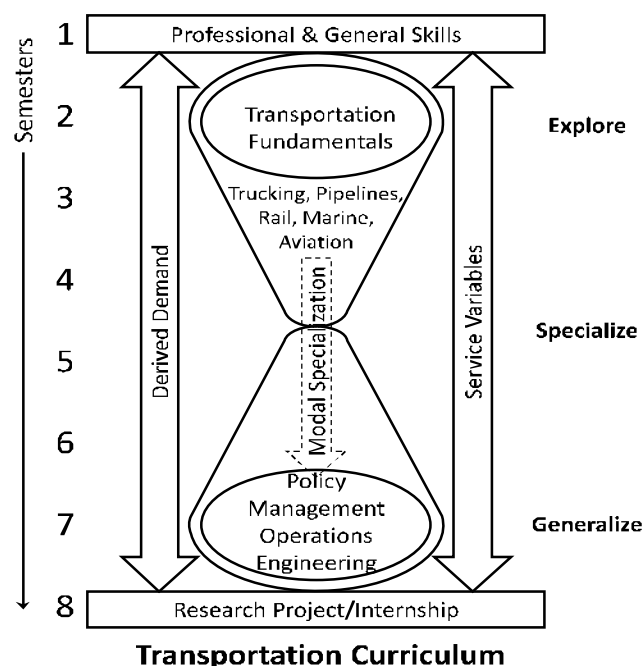 Semesters
1
2
3
4
5
6
7
8
Professional & General Skills
Transportation
Fundamentals
Trucking, Pipelines,
Rail, Marine,
Aviation
Derived Demand
Modal Specialization
Service Variables
Policy
Management
Operations
Engineering
Research Project/Internship
Explore
Specialize
Generalize
Transportation Curriculum